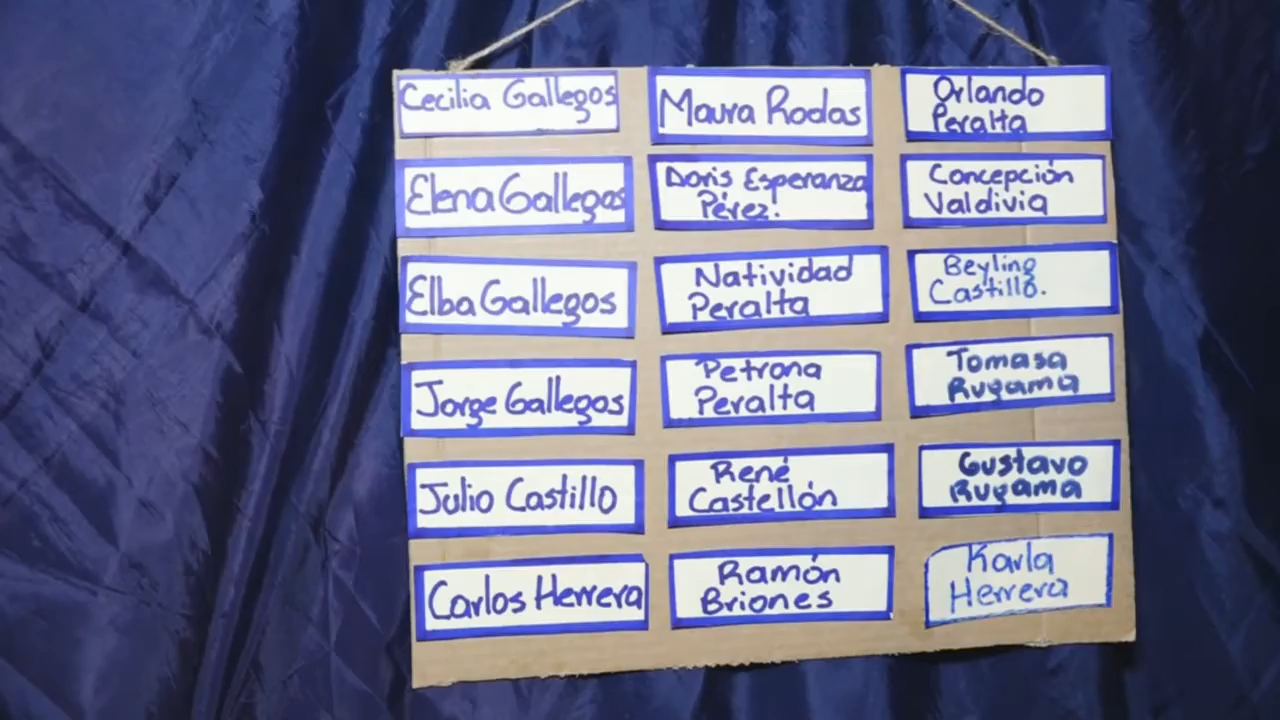 Cecilia Gallegos
Elena Gallegos
Elba Gallegos
Jorge Gallegos
Julio Castillo
Carlos Herrera
Maura Rodas
Doris Esperanza
Pérez.
Natividad
Peralta
Petrona
Peralta
René
Castellón
Ramón
Briones
Orlando
Peralta
Concepción
Valdivia
Beyling
Castillo.
Tomasa
Rugama
Gustavo
Rugama
Karla
Herrera